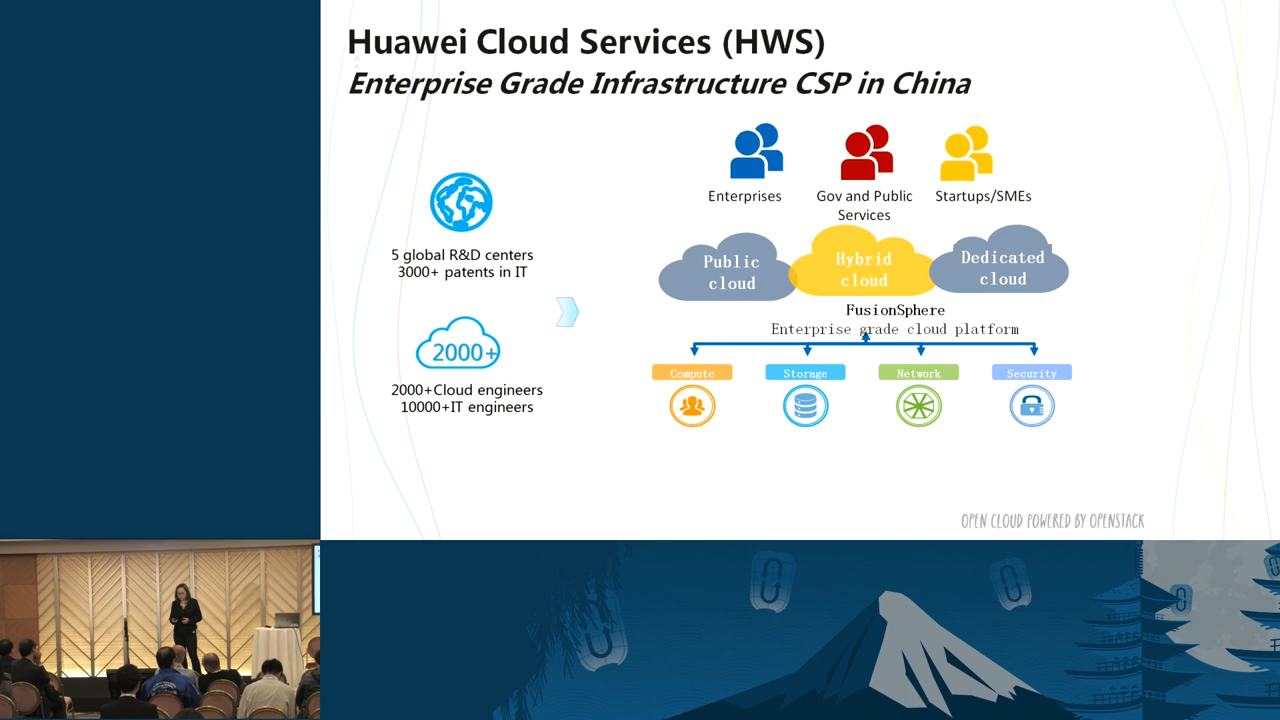 Huawei Cloud Services (HWS)
Enterprise Grade Infrastructure CSP in China
5 global R&D centers
3000+ patents in IT
2000+
2000+Cloud engineers
10000+IT engineers
Enterprises
Gov and Public
Services
Startups/SMEs
Public
cloud
Hybrid
cloud
Dedicated
cloud
FusionSphere
Enterprise grade cloud platform
Compute
Storage
Network
Security
OPEN CLOUD POWERED BY OPENSTACK